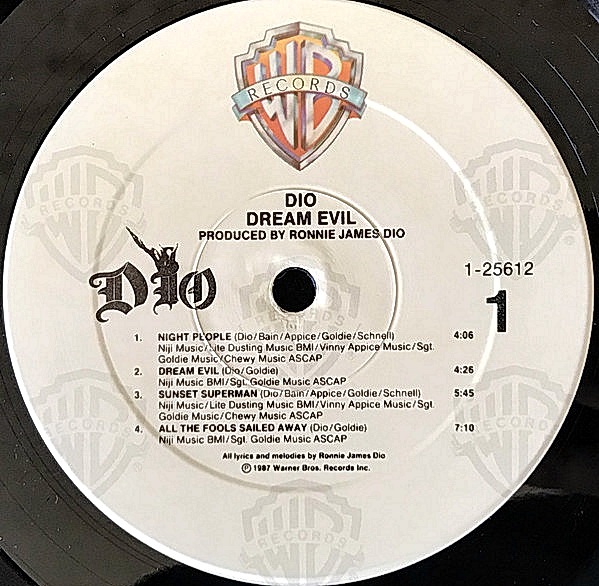 WB
RECORDS
DIO
DREAM EVIL
PRODUCED BY RONNIE JAMES DIO
DIO
1-25612
1
1. NIGHT PEOPLE (Dio/Bain/Appice/Goldie/Schnell) 4:06
Niji Music/Lite Dusting Music BMI/Vinny Appice Music/Sgt.
Goldie Music/Chewy Music ASCAP
2. DREAM EVIL (Dio/Goldie) 4:26
Niji Music BMI/Sgt. Goldie Music ASCAP
3. SUNSET SUPERMAN (Dio/Bain/Appice/Goldie/Schnell) 5:45
Niji Music/Lite Dusting Music BMI/Vinny Appice Music/Sgt.
Goldie Music/Chewy Music ASCAP
4. ALL THE FOOLS SAILED AWAY (Dio/Goldie) 7:10
Niji Music BMI/Sgt. Goldie Music ASCAP
All lyrics and melodies by Ronnie James Dio
℗ 1987 Warner Bros. Records Inc.